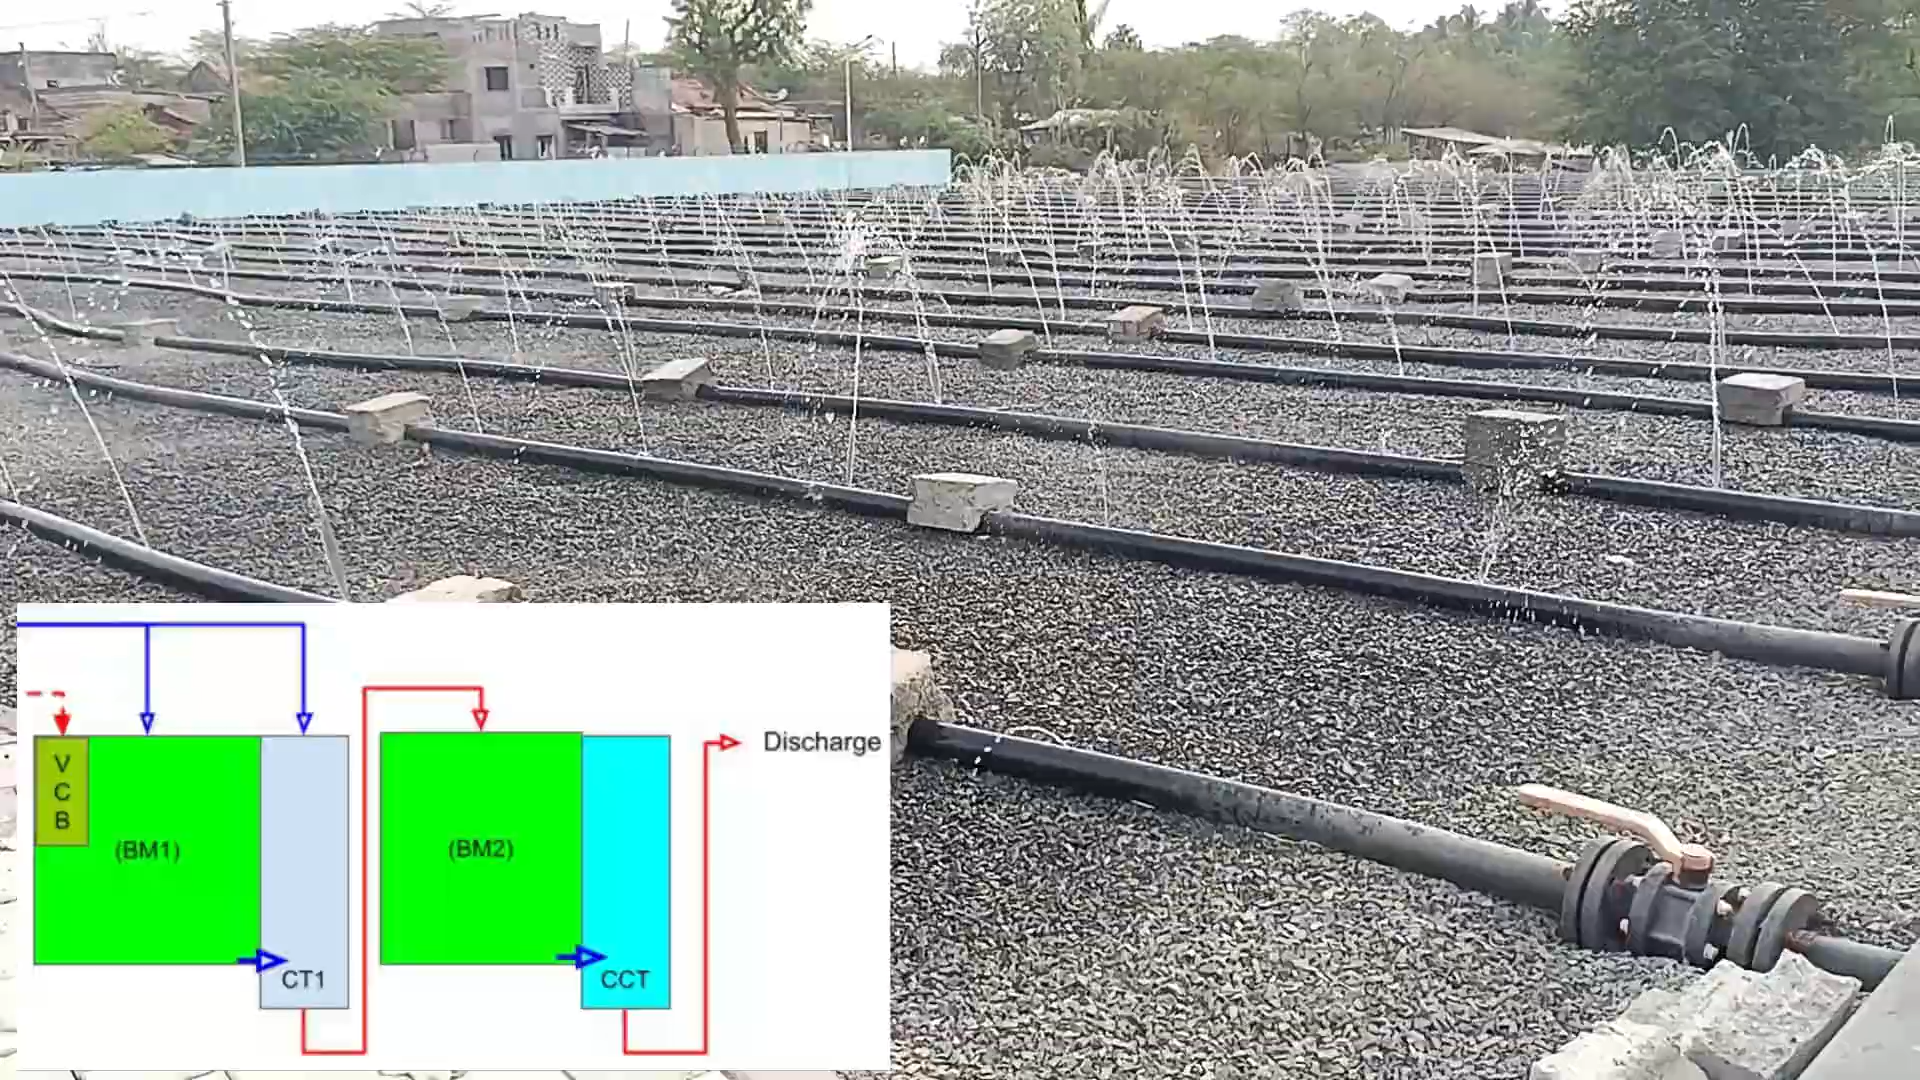 V
C
B
(BM1)
CT1
(BM2)
CCT
Discharge